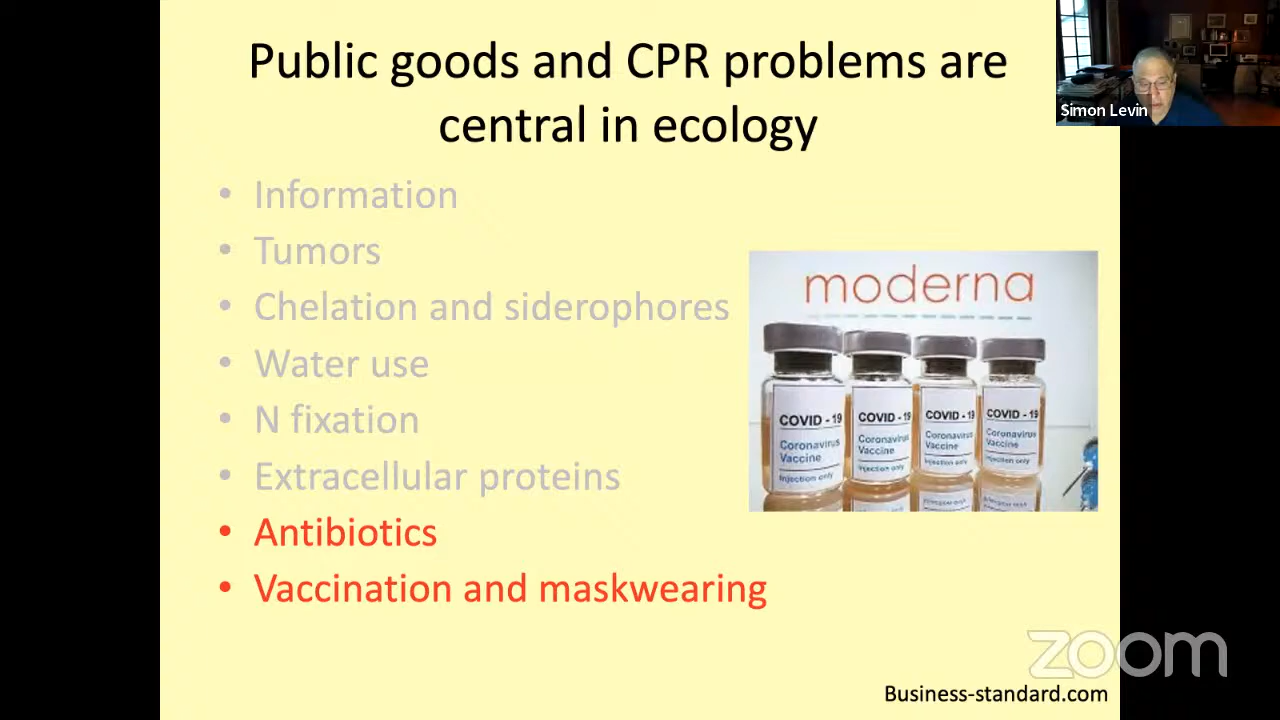 Public goods and CPR problems are
central in ecology
Simon Levin
• Information
• Tumors
• Chelation and siderophores
• Water use
• N fixation
• Extracellular proteins
• Antibiotics
• Vaccination and maskwearing
moderna
COVID - 19
Coronavirus
Vaccine
Injection only
COVID - 19
Coronavirus
Vaccine
Injection only
COVID - 19
Coronavirus
Vaccine
Injection only
COVID - 19
Coronavirus
Vaccine
Injection only
zoom
Business-standard.com